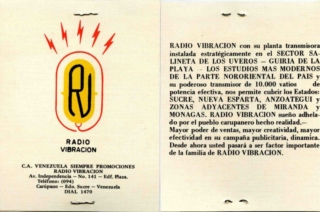 RV
RADIO
VIBRACION
C.A. VENEZUELA SIEMPRE PROMOCIONES
RADIO VIBRACION
Av. Independencia — No. 141 — Edf. Plaza.
Teléfono: (094)
Carúpano — Edo. Sucre — Venezuela
DIAL 1470
RADIO VIBRACION con su planta transmisora
instalada estratégicamente en el SECTOR SA-
LINETA DE LOS UVEROS — GUIRIA DE LA
PLAYA — LOS ESTUDIOS MAS MODERNOS
DE LA PARTE NORORIENTAL DEL PAIS y
su poderoso transmisor de 10.000 vatios de
potencia efectiva, nos permite cubrir los Estados:
SUCRE, NUEVA ESPARTA, ANZOATEGUI y
ZONAS ADYACENTES DE MIRANDA y
MONAGAS. RADIO VIBRACION sueño anhela-
do por el pueblo carupanero hecho realidad.—
Mayor poder de ventas, mayor creatividad, mayor
efectividad en su campaña publicitaria, dinamica.
Desde ahora usted pasará a ser factor importante
de la familia de RADIO VIBRACION.